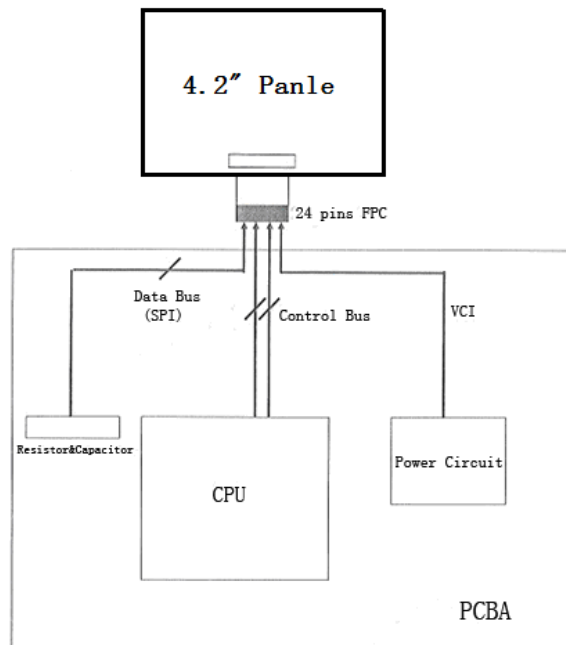 4.2" Panle
24 pins FPC
Data Bus
(SPI)
Control Bus
VCI
Resistor&Capacitor
CPU
Power Circuit
PCBA